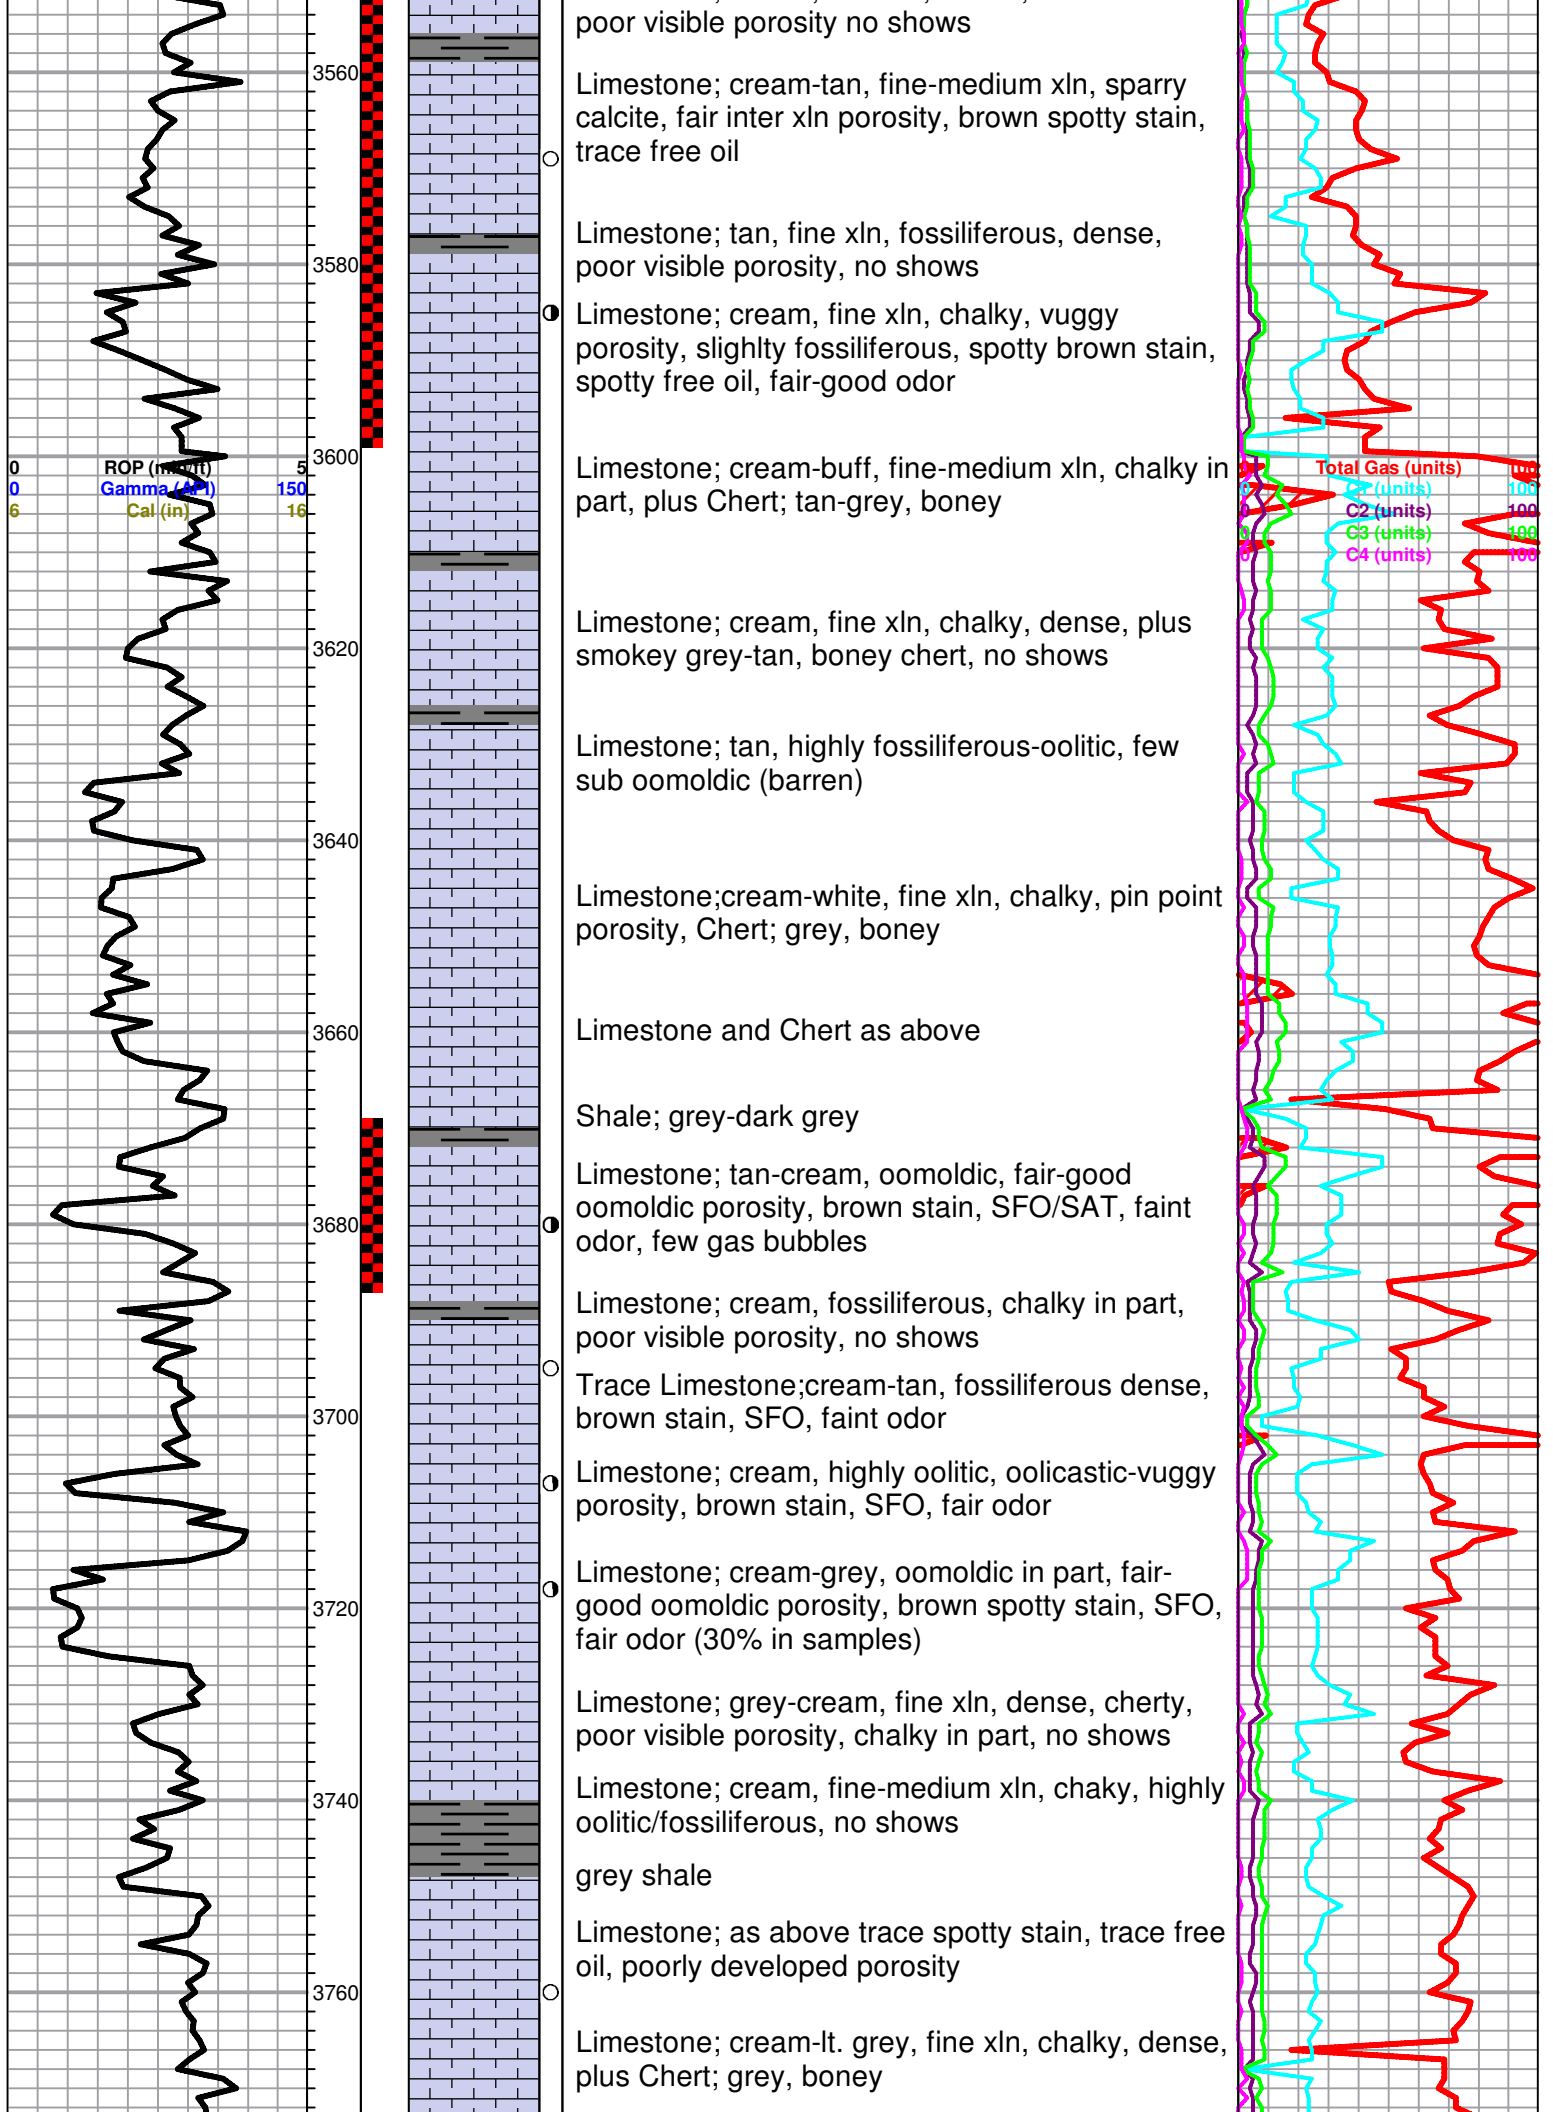 poor visible porosity no shows
3560
Limestone; cream-tan, fine-medium xln, sparry
calcite, fair inter xln porosity, brown spotty stain,
trace free oil
Limestone; tan, fine xln, fossiliferous, dense,
poor visible porosity, no shows
3580
Limestone; cream, fine xln, chalky, vuggy
porosity, slighlty fossiliferous, spotty brown stain,
spotty free oil, fair-good odor
3600
0 ROP (min/ft) 5
0 Gamma (API) 150
6 Cal (in) 16
Limestone; cream-buff, fine-medium xln, chalky in
part, plus Chert; tan-grey, boney
0 Total Gas (units) 100
0 C1 (units) 100
0 C2 (units) 100
0 C3 (units) 100
0 C4 (units) 100
Limestone; cream, fine xln, chalky, dense, plus
smokey grey-tan, boney chert, no shows
3620
Limestone; tan, highly fossiliferous-oolitic, few
sub oomoldic (barren)
3640
Limestone;cream-white, fine xln, chalky, pin point
porosity, Chert; grey, boney
3660
Limestone and Chert as above
Shale; grey-dark grey
Limestone; tan-cream, oomoldic, fair-good
oomoldic porosity, brown stain, SFO/SAT, faint
odor, few gas bubbles
3680
Limestone; cream, fossiliferous, chalky in part,
poor visible porosity, no shows
Trace Limestone;cream-tan, fossiliferous dense,
brown stain, SFO, faint odor
3700
Limestone; cream, highly oolitic, oolicastic-vuggy
porosity, brown stain, SFO, fair odor
Limestone; cream-grey, oomoldic in part, fair-
good oomoldic porosity, brown spotty stain, SFO,
fair odor (30% in samples)
3720
Limestone; grey-cream, fine xln, dense, cherty,
poor visible porosity, chalky in part, no shows
3740
Limestone; cream, fine-medium xln, chaky, highly
oolitic/fossiliferous, no shows
grey shale
Limestone; as above trace spotty stain, trace free
oil, poorly developed porosity
3760
Limestone; cream-lt. grey, fine xln, chalky, dense,
plus Chert; grey, boney